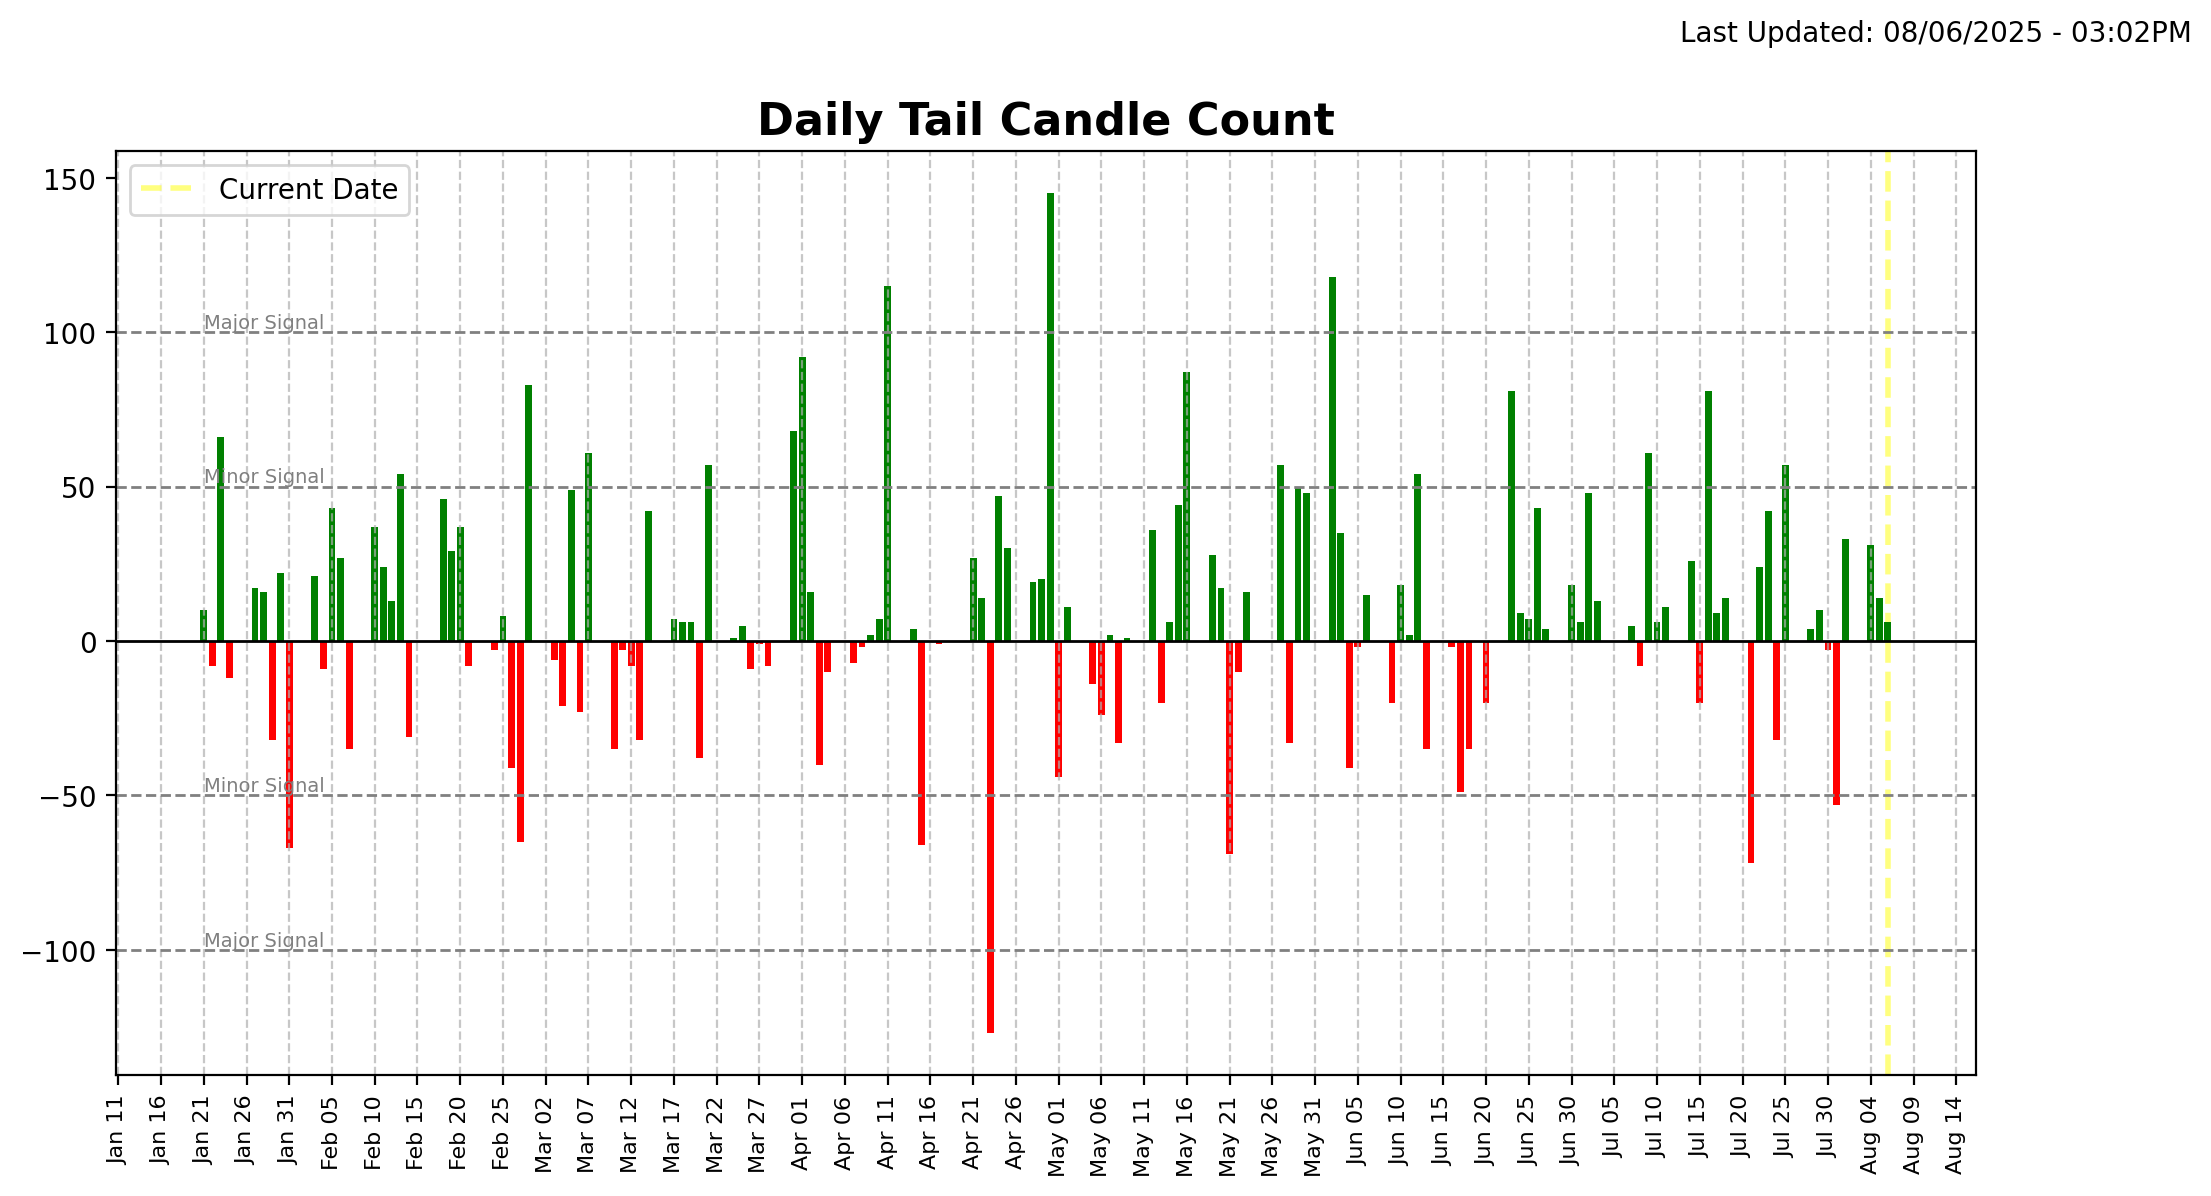 Last Updated: 08/06/2025 - 03:02PM
Daily Tail Candle Count
Current Date
150
100
50
0
−50
−100
Major Signal
Minor Signal
Minor Signal
Major Signal
Jan 11
Jan 16
Jan 21
Jan 26
Jan 31
Feb 05
Feb 10
Feb 15
Feb 20
Feb 25
Mar 02
Mar 07
Mar 12
Mar 17
Mar 22
Mar 27
Apr 01
Apr 06
Apr 11
Apr 16
Apr 21
Apr 26
May 01
May 06
May 11
May 16
May 21
May 26
May 31
Jun 05
Jun 10
Jun 15
Jun 20
Jun 25
Jun 30
Jul 05
Jul 10
Jul 15
Jul 20
Jul 25
Jul 30
Aug 04
Aug 09
Aug 14